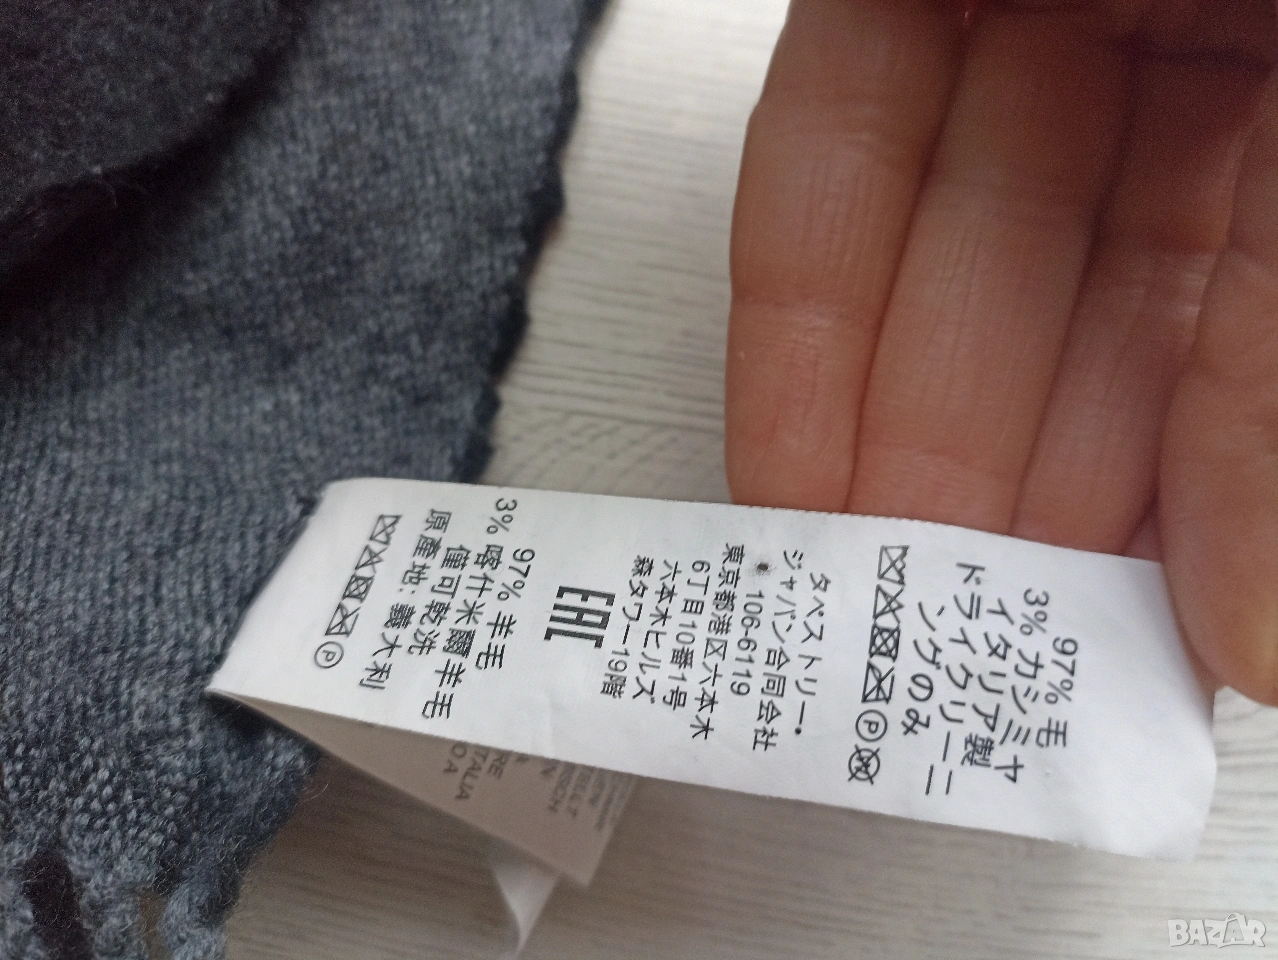 97% 毛
3% カシミヤ
イタリア製
ドライクリーニ
ングのみ
P
W
タペストリー・
ジャパン合同会社
106-6119
東京都港区六本木
6丁目10番1号
六本木ヒルズ
森タワー19階
EAC
97% 羊毛
3% 喀什米爾羊毛
僅可乾洗
原產地: 義大利
P
RE
ITALIA
O A
BAZAR